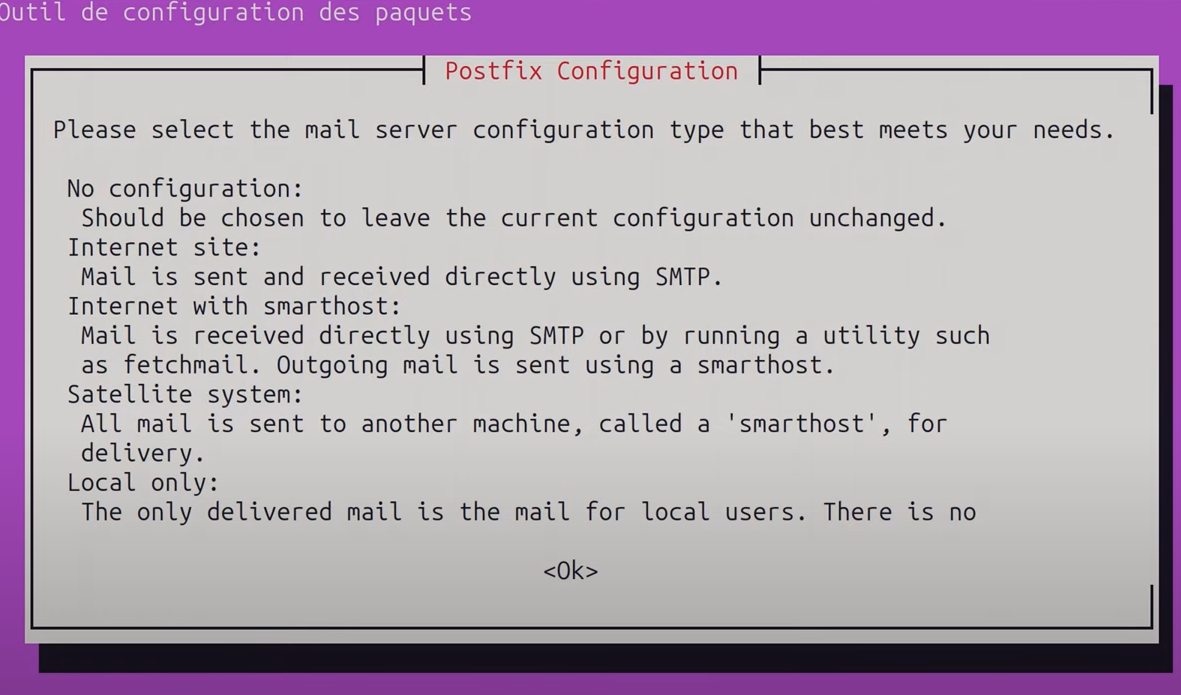 Outil de configuration des paquets
Postfix Configuration
Please select the mail server configuration type that best meets your needs.
No configuration:
Should be chosen to leave the current configuration unchanged.
Internet site:
Mail is sent and received directly using SMTP.
Internet with smarthost:
Mail is received directly using SMTP or by running a utility such
as fetchmail. Outgoing mail is sent using a smarthost.
Satellite system:
All mail is sent to another machine, called a 'smarthost', for
delivery.
Local only:
The only delivered mail is the mail for local users. There is no
<Ok>